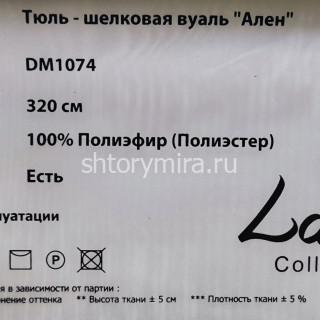 Тюль - шелковая вуаль "Ален"
DM1074
320 см
100% Полиэфир (Полиэстер)
shtorymira.ru
Есть
луатации
La
P
Coll
я в зависимости от партии :
нение оттенка ** Высота ткани ± 5 см *** Плотность ткани ± 5 %